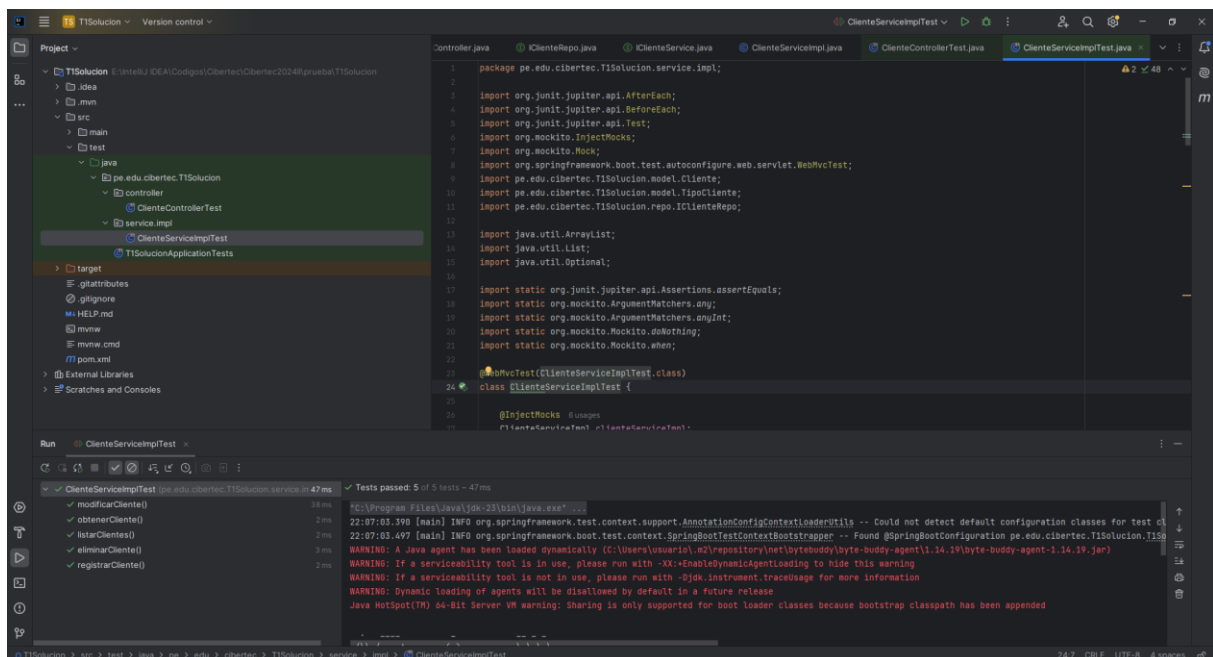 TS T1Solucion Version control
ClienteServiceImplTest
Project
T1Solucion E:\IntelliJ IDEA\Codigos\Cibertec\Cibertec2024II\prueba\T1Solucion
.idea
.mvn
src
main
test
java
pe.edu.cibertec.T1Solucion
controller
ClienteControllerTest
service.impl
ClienteServiceImplTest
T1SolucionApplicationTests
target
.gitattributes
.gitignore
M↓ HELP.md
mvnw
mvnw.cmd
m pom.xml
External Libraries
Scratches and Consoles
Controller.java IClienteRepo.java IClienteService.java ClienteServiceImpl.java ClienteControllerTest.java ClienteServiceImplTest.java
2 48
1 package pe.edu.cibertec.T1Solucion.service.impl;
2
3 import org.junit.jupiter.api.AfterEach;
4 import org.junit.jupiter.api.BeforeEach;
5 import org.junit.jupiter.api.Test;
6 import org.mockito.InjectMocks;
7 import org.mockito.Mock;
8 import org.springframework.boot.test.autoconfigure.web.servlet.WebMvcTest;
9 import pe.edu.cibertec.T1Solucion.model.Cliente;
10 import pe.edu.cibertec.T1Solucion.model.TipoCliente;
11 import pe.edu.cibertec.T1Solucion.repo.IClienteRepo;
12
13 import java.util.ArrayList;
14 import java.util.List;
15 import java.util.Optional;
16
17 import static org.junit.jupiter.api.Assertions.assertEquals;
18 import static org.mockito.ArgumentMatchers.any;
19 import static org.mockito.ArgumentMatchers.anyInt;
20 import static org.mockito.Mockito.doNothing;
21 import static org.mockito.Mockito.when;
22
23 @WebMvcTest(ClienteServiceImplTest.class)
24 class ClienteServiceImplTest {
25
26 @InjectMocks 6 usages
27 ClienteServiceImpl clienteServiceImpl;
Run ClienteServiceImplTest
ClienteServiceImplTest (pe.edu.cibertec.T1Solucion.service.in 47 ms
modificarCliente() 38 ms
obtenerCliente() 2 ms
listarClientes() 2 ms
eliminarCliente() 3 ms
registrarCliente() 2 ms
Tests passed: 5 of 5 tests – 47 ms
"C:\Program Files\Java\jdk-23\bin\java.exe" ...
22:07:03.390 [main] INFO org.springframework.test.context.support.AnnotationConfigContextLoaderUtils -- Could not detect default configuration classes for test cl
22:07:03.497 [main] INFO org.springframework.boot.test.context.SpringBootTestContextBootstrapper -- Found @SpringBootConfiguration pe.edu.cibertec.T1Solucion.T1So
WARNING: A Java agent has been loaded dynamically (C:\Users\usuario\.m2\repository\net\bytebuddy\byte-buddy-agent\1.14.19\byte-buddy-agent-1.14.19.jar)
WARNING: If a serviceability tool is in use, please run with -XX:+EnableDynamicAgentLoading to hide this warning
WARNING: If a serviceability tool is not in use, please run with -Djdk.instrument.traceUsage for more information
WARNING: Dynamic loading of agents will be disallowed by default in a future release
Java HotSpot(TM) 64-Bit Server VM warning: Sharing is only supported for boot loader classes because bootstrap classpath has been appended
T1Solucion > src > test > java > pe > edu > cibertec > T1Solucion > service > impl > ClienteServiceImplTest
24:7 CRLF UTF-8 4 spaces